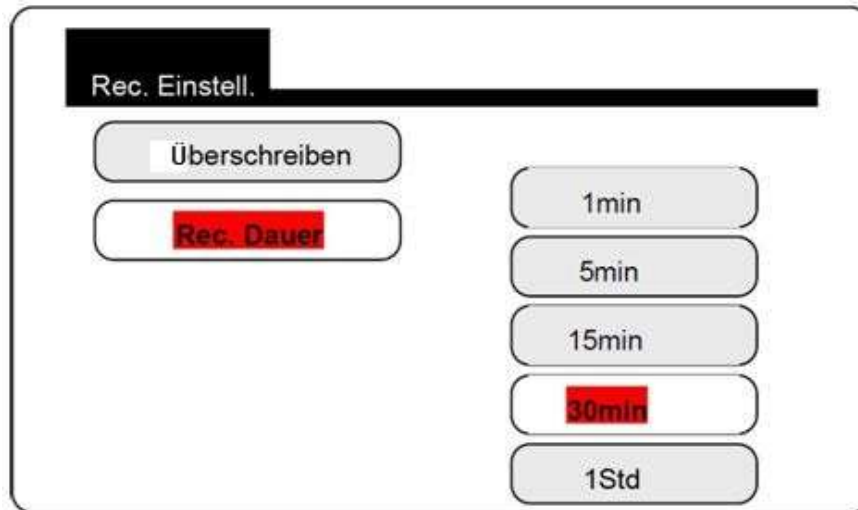 Rec. Einstell.
Überschreiben
Rec. Dauer
1min
5min
15min
30min
1Std